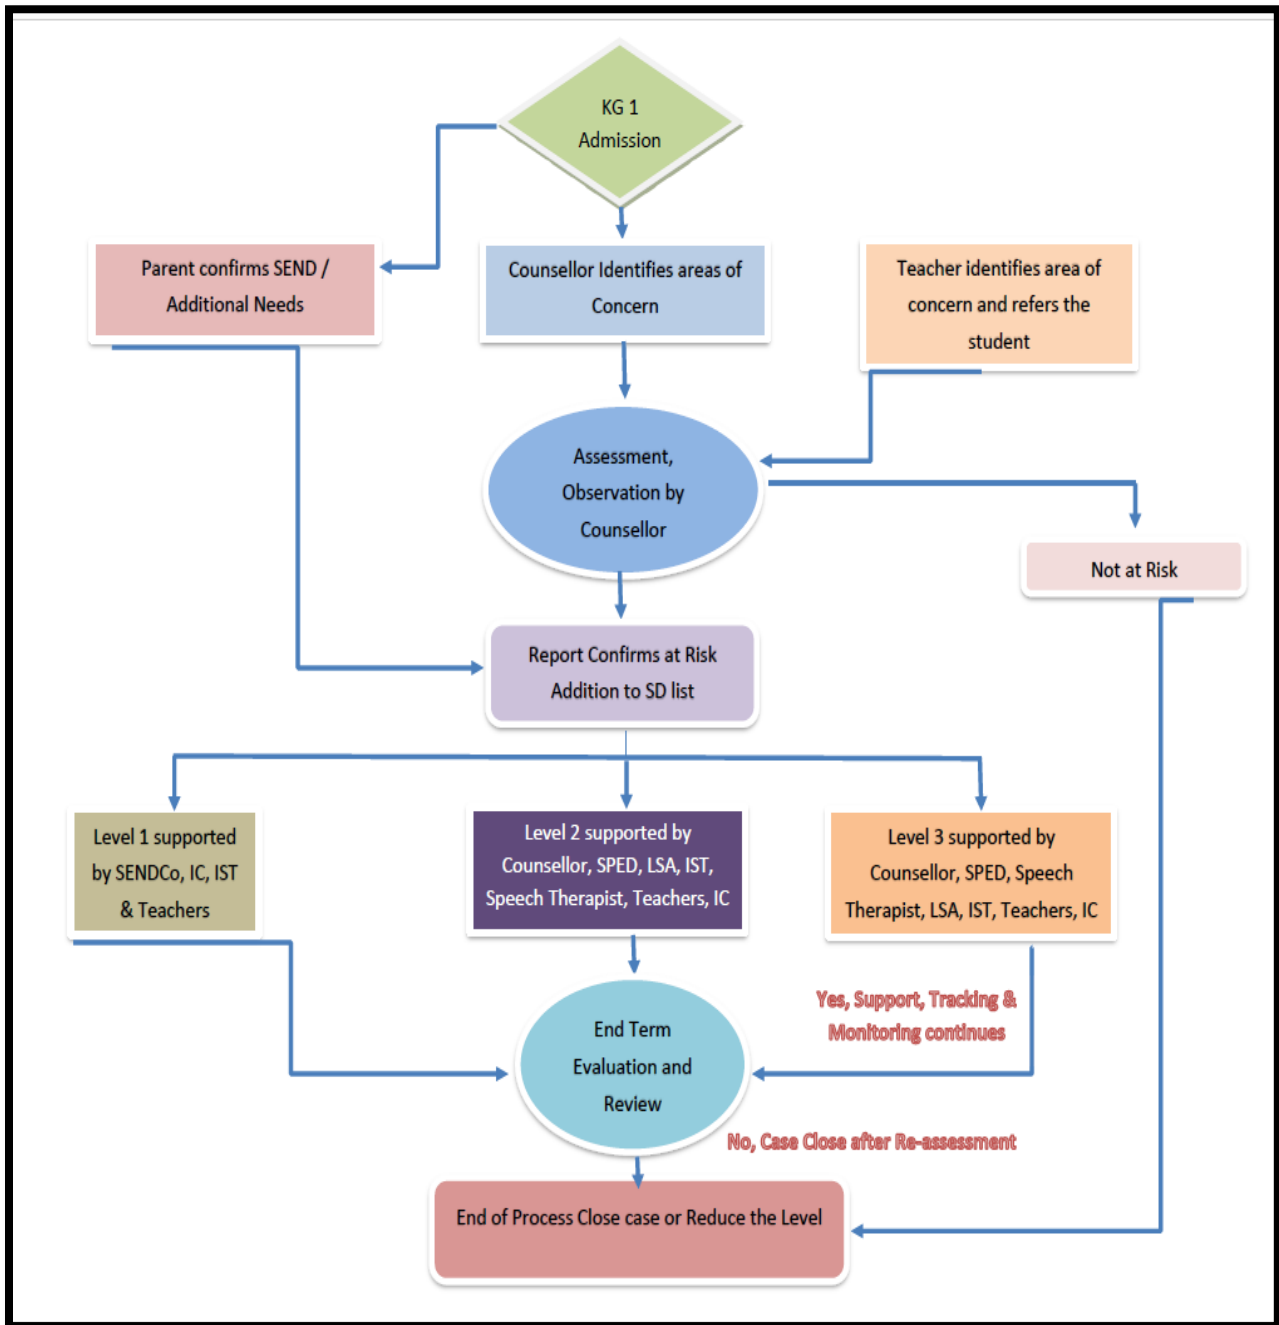 KG 1
Admission
Parent confirms SEND /
Additional Needs
Counsellor Identifies areas of
Concern
Teacher identifies area of
concern and refers the
student
Assessment,
Observation by
Counsellor
Not at Risk
Report Confirms at Risk
Addition to SD list
Level 1 supported
by SENDCo, IC, IST
& Teachers
Level 2 supported by
Counsellor, SPED, LSA, IST,
Speech Therapist, Teachers, IC
Level 3 supported by
Counsellor, SPED, Speech
Therapist, LSA, IST, Teachers, IC
Yes, Support, Tracking &
Monitoring continues
End Term
Evaluation and
Review
No, Case Close after Re-assessment
End of Process Close case or Reduce the Level